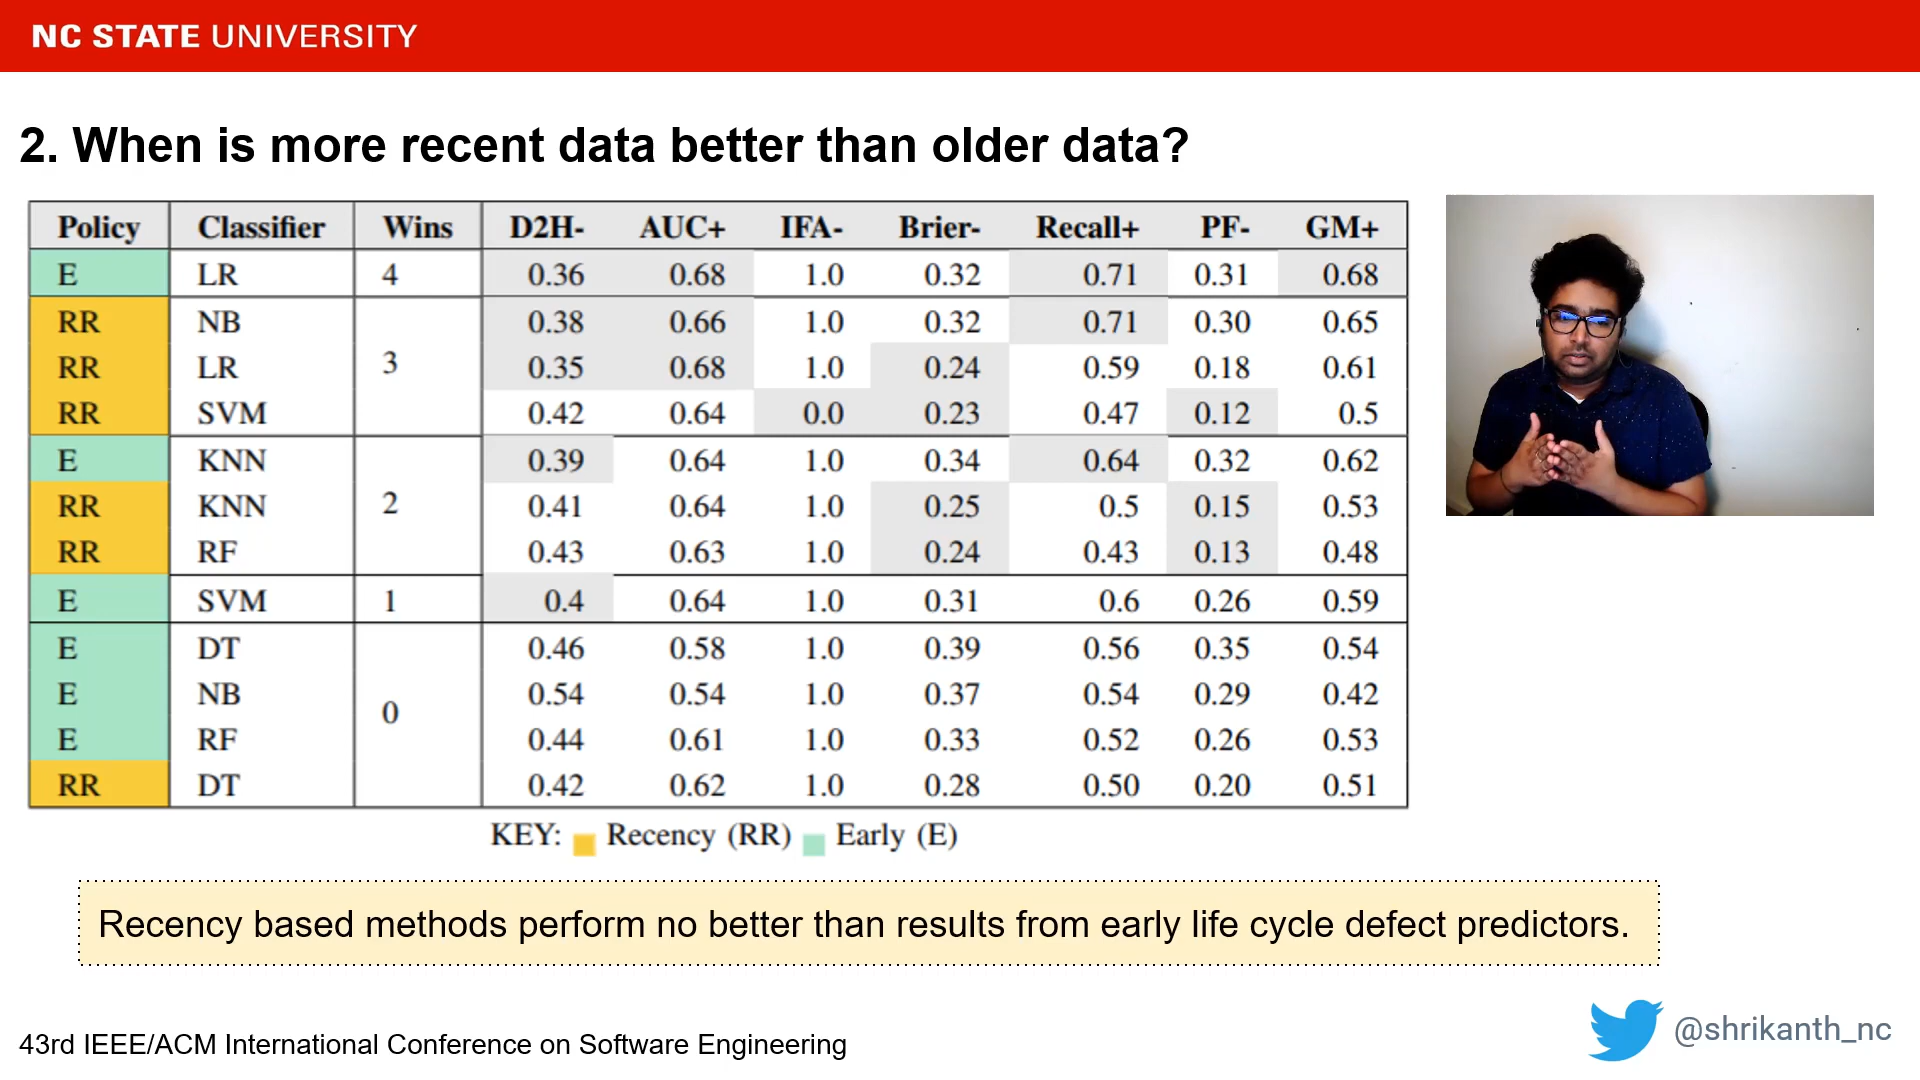 NC STATE UNIVERSITY
2. When is more recent data better than older data?
Policy Classifier Wins D2H- AUC+ IFA- Brier- Recall+ PF- GM+
E LR 4 0.36 0.68 1.0 0.32 0.71 0.31 0.68
RR NB 0.38 0.66 1.0 0.32 0.71 0.30 0.65
RR LR 3 0.35 0.68 1.0 0.24 0.59 0.18 0.61
RR SVM 0.42 0.64 0.0 0.23 0.47 0.12 0.5
E KNN 0.39 0.64 1.0 0.34 0.64 0.32 0.62
RR KNN 2 0.41 0.64 1.0 0.25 0.5 0.15 0.53
RR RF 0.43 0.63 1.0 0.24 0.43 0.13 0.48
E SVM 1 0.4 0.64 1.0 0.31 0.6 0.26 0.59
E DT 0.46 0.58 1.0 0.39 0.56 0.35 0.54
E NB 0 0.54 0.54 1.0 0.37 0.54 0.29 0.42
E RF 0.44 0.61 1.0 0.33 0.52 0.26 0.53
RR DT 0.42 0.62 1.0 0.28 0.50 0.20 0.51
KEY: Recency (RR) Early (E)
Recency based methods perform no better than results from early life cycle defect predictors.
43rd IEEE/ACM International Conference on Software Engineering
@shrikanth_nc